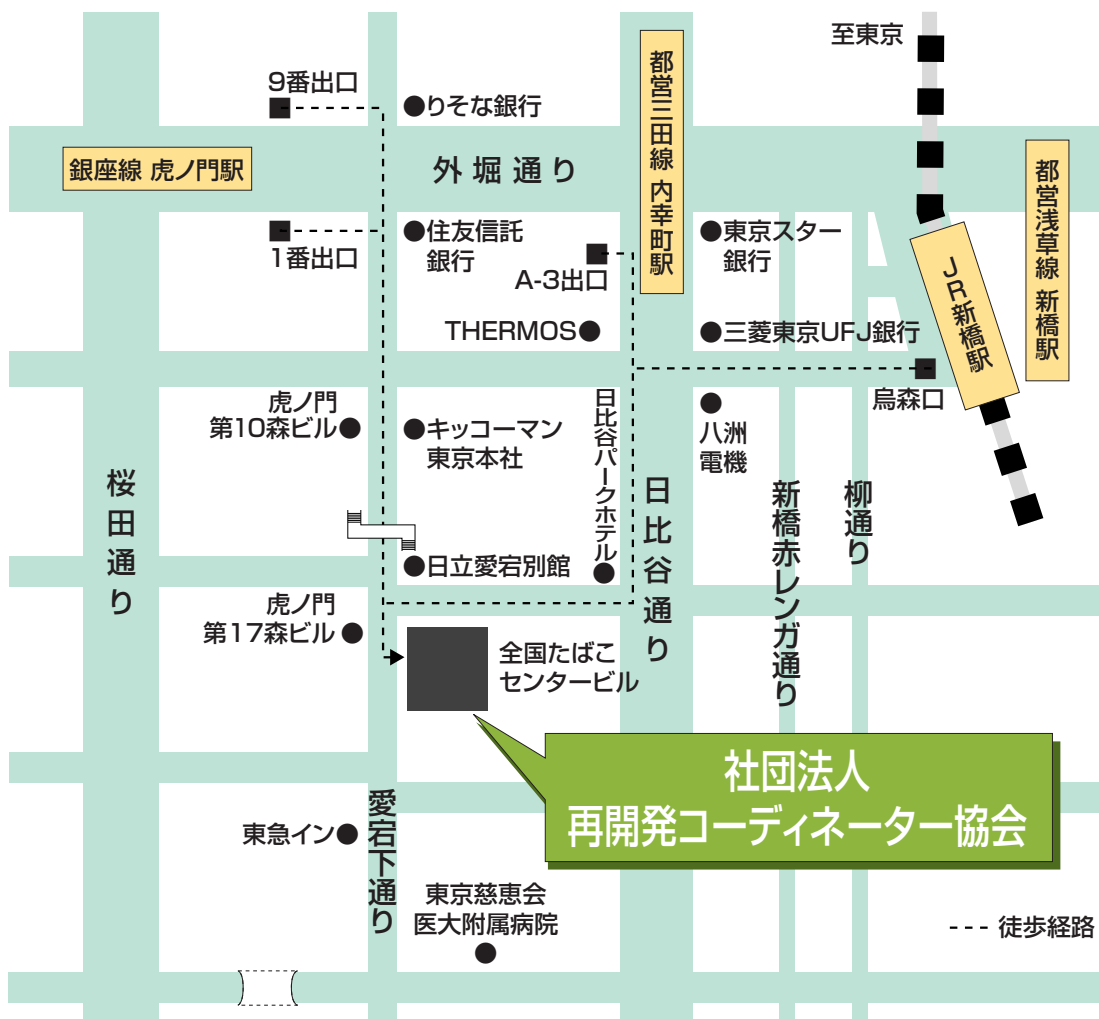 至東京
9番出口
りそな銀行
都営三田線 内幸町駅
銀座線 虎ノ門駅
外堀通り
都営浅草線 新橋駅
1番出口
住友信託
銀行
A-3出口
東京スター
銀行
JR新橋駅
THERMOS
三菱東京UFJ銀行
烏森口
虎ノ門
第10森ビル
キッコーマン
東京本社
日比谷パークホテル
八洲
電機
桜田通り
日比谷通り
新橋赤レンガ通り
柳通り
日立愛宕別館
虎ノ門
第17森ビル
全国たばこ
センタービル
社団法人
再開発コーディネーター協会
東急イン
愛宕下通り
東京慈恵会
医大附属病院
徒歩経路